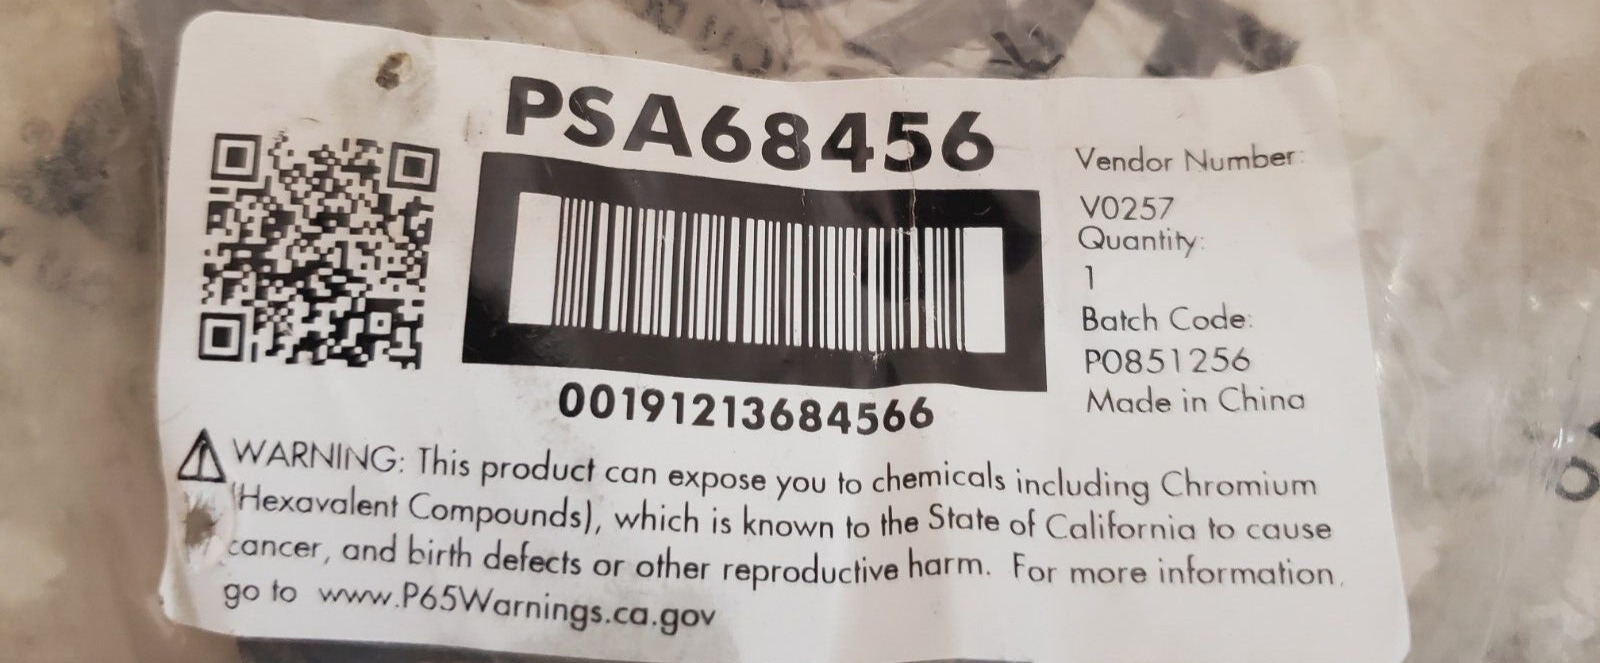 PSA68456
00191213684566
Vendor Number:
V0257
Quantity:
1
Batch Code:
P0851256
Made in China
WARNING: This product can expose you to chemicals including Chromium
(Hexavalent Compounds), which is known to the State of California to cause
cancer, and birth defects or other reproductive harm. For more information,
go to www.P65Warnings.ca.gov